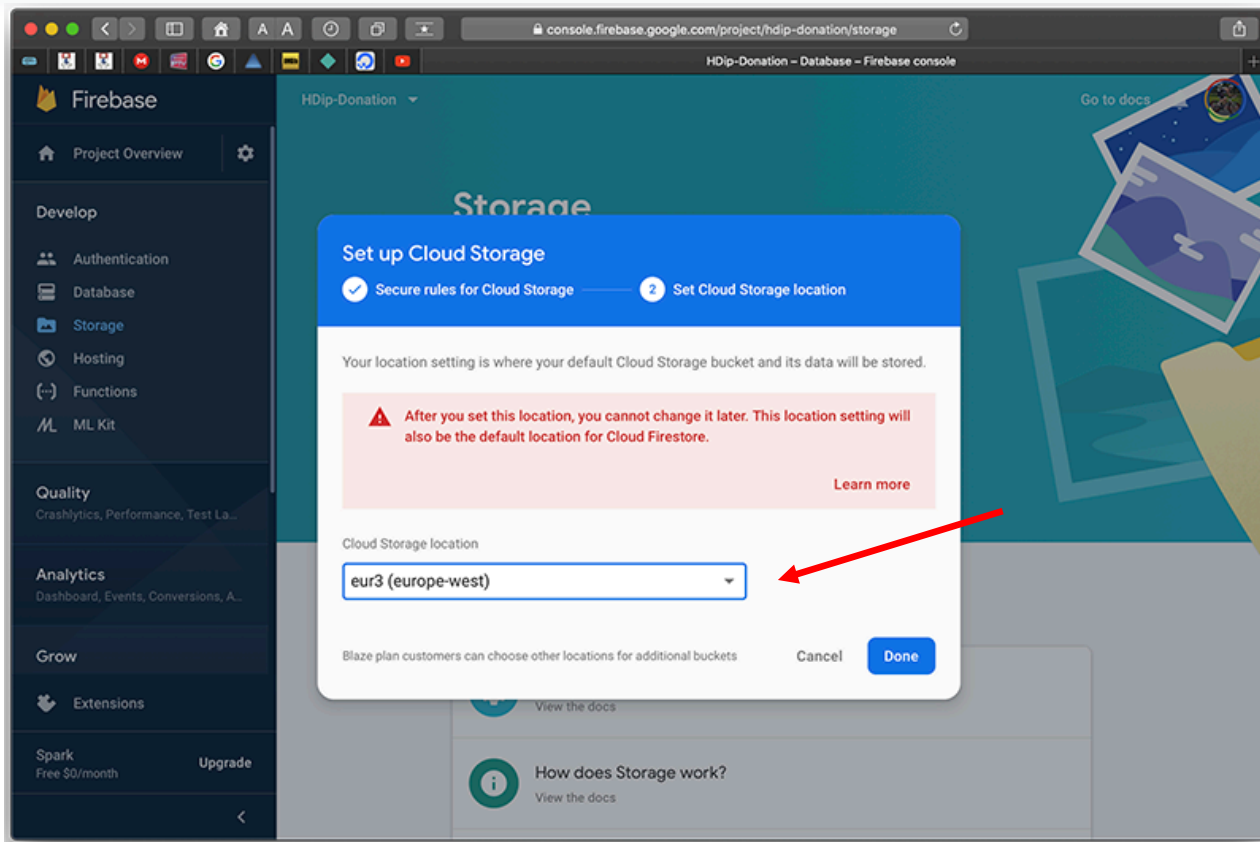 A A
console.firebase.google.com/project/hdip-donation/storage
HDip-Donation – Database – Firebase console
Firebase
HDip-Donation
Go to docs
Project Overview
Storage
Develop
Authentication
Database
Storage
Hosting
Functions
ML Kit
Quality
Crashlytics, Performance, Test La...
Analytics
Dashboard, Events, Conversions, A...
Grow
Extensions
Spark
Free $0/month
Upgrade
Set up Cloud Storage
Secure rules for Cloud Storage
2 Set Cloud Storage location
Your location setting is where your default Cloud Storage bucket and its data will be stored.
After you set this location, you cannot change it later. This location setting will
also be the default location for Cloud Firestore.
Learn more
Cloud Storage location
eur3 (europe-west)
Blaze plan customers can choose other locations for additional buckets
Cancel
Done
View the docs
How does Storage work?
View the docs